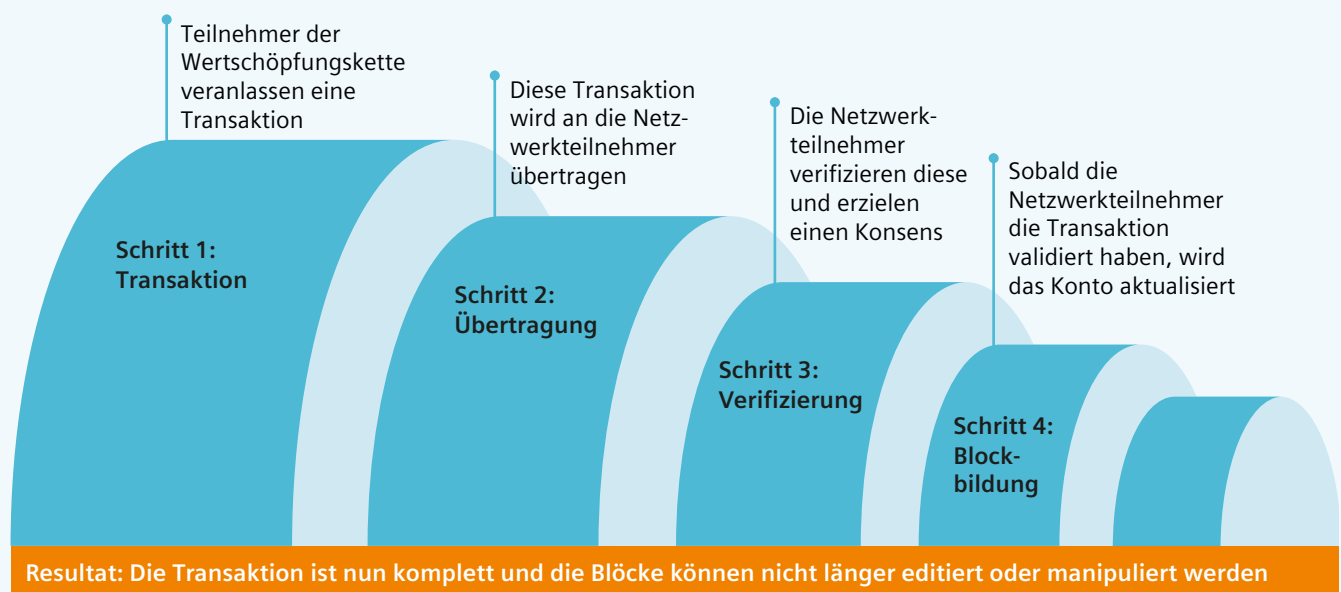 Teilnehmer der
Wertschöpfungskette
veranlassen eine
Transaktion
Schritt 1:
Transaktion
Diese Transaktion
wird an die Netz-
werkteilnehmer
übertragen
Schritt 2:
Übertragung
Die Netzwerk-
teilnehmer
verifizieren diese
und erzielen
einen Konsens
Schritt 3:
Verifizierung
Sobald die
Netzwerkteilnehmer
die Transaktion
validiert haben, wird
das Konto aktualisiert
Schritt 4:
Block-
bildung
Resultat: Die Transaktion ist nun komplett und die Blöcke können nicht länger editiert oder manipuliert werden